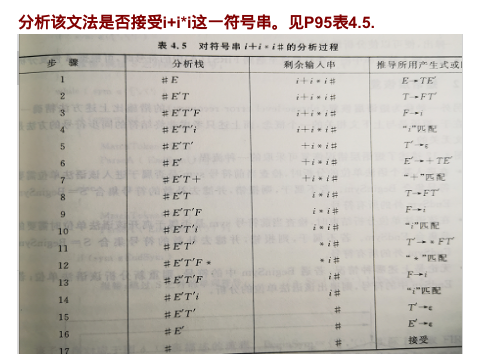 分析该文法是否接受i+i*i这一符号串。见P95表4.5.
表 4.5 对符号串 i+i*i# 的分析过程
步骤 分析栈 剩余输入串 推导所用产生式或
1 #E i+i*i# E→TE′
2 #E′T i+i*i# T→FT′
3 #E′T′F i+i*i# F→i
4 #E′T′i i+i*i# “i”匹配
5 #E′T′ +i*i# T′→ε
6 #E′ +i*i# E′→+TE′
7 #E′T+ +i*i# “+”匹配
8 #E′T i*i# T→FT′
9 #E′T′F i*i# F→i
10 #E′T′i i*i# “i”匹配
11 #E′T′ *i# T′→*FT′
12 #E′T′F* *i# “*”匹配
13 #E′T′F i# F→i
14 #E′T′i i# “i”匹配
15 #E′T′ # T′→ε
16 #E′ # E′→ε
17 # # 接受